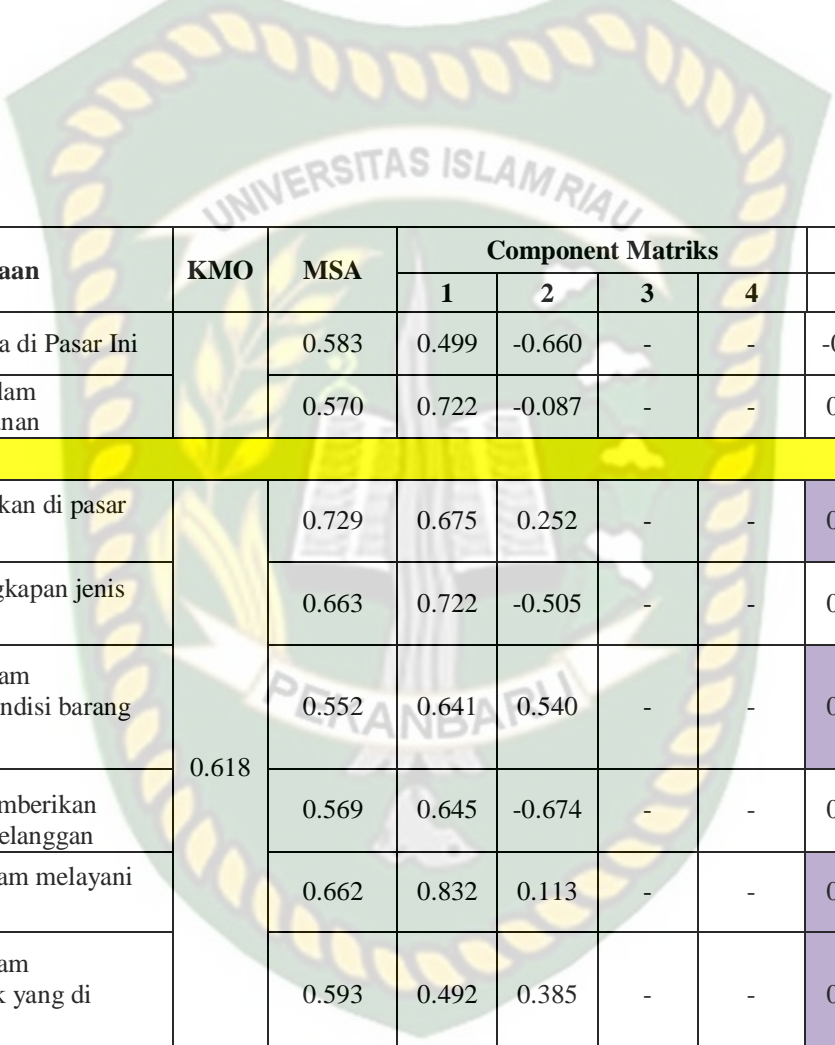 UNIVERSITAS ISLAM RIAU
KMO MSA Component Matriks
1 2 3 4
a di Pasar Ini 0.583 0.499 -0.660 - -
0.570 0.722 -0.087 - -
kan di pasar 0.729 0.675 0.252 - -
gkapan jenis 0.663 0.722 -0.505 - -
ndisi barang 0.552 0.641 0.540 - -
0.618
mberikan
elanggan 0.569 0.645 -0.674 - -
am melayani 0.662 0.832 0.113 - -
am
k yang di 0.593 0.492 0.385 - -
PEKANBARU